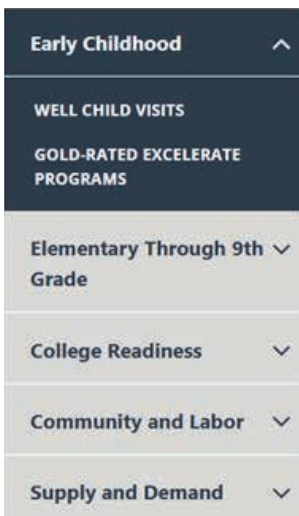 Early Childhood
WELL CHILD VISITS
GOLD-RATED EXCELERATE
PROGRAMS
Elementary Through 9th
Grade
College Readiness
Community and Labor
Supply and Demand